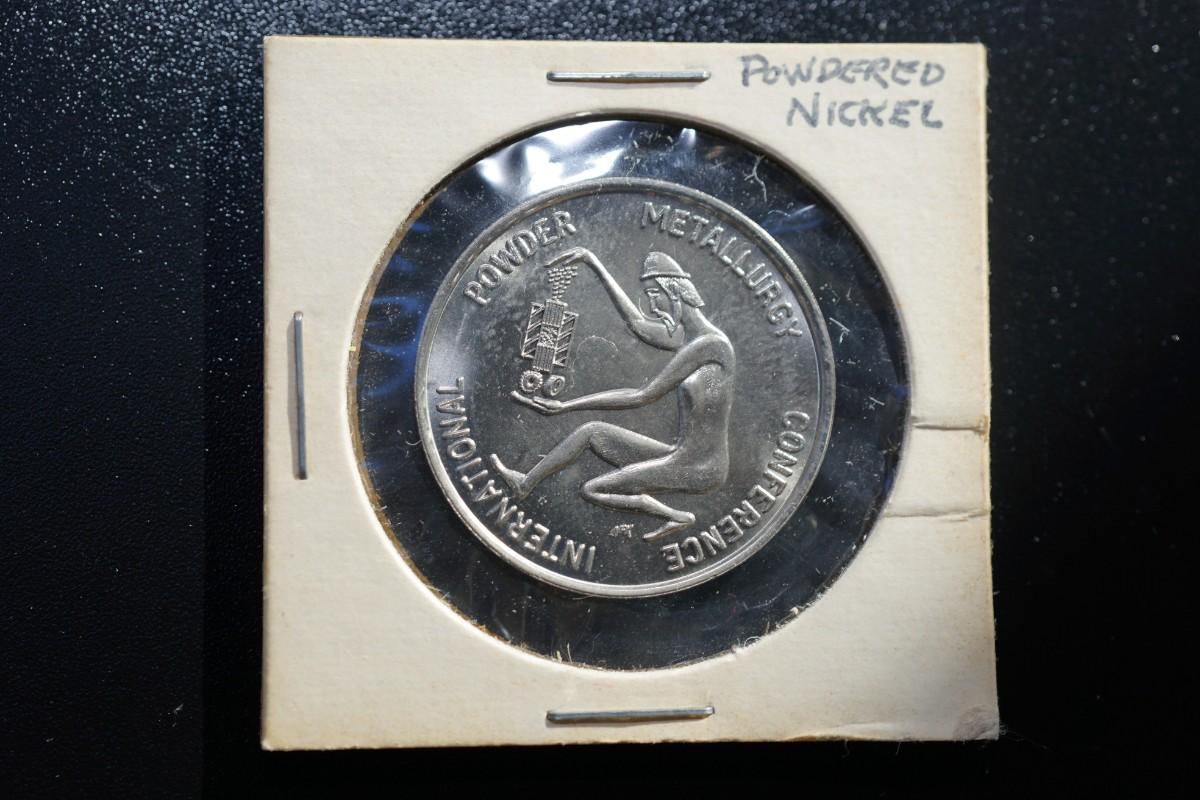 POWDERED
NICKEL
INTERNATIONAL POWDER METALLURGY CONFERENCE